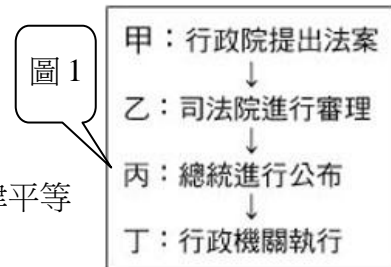 圖 1
甲：行政院提出法案
↓
乙：司法院進行審理
↓
丙：總統進行公布
↓
丁：行政機關執行
平等